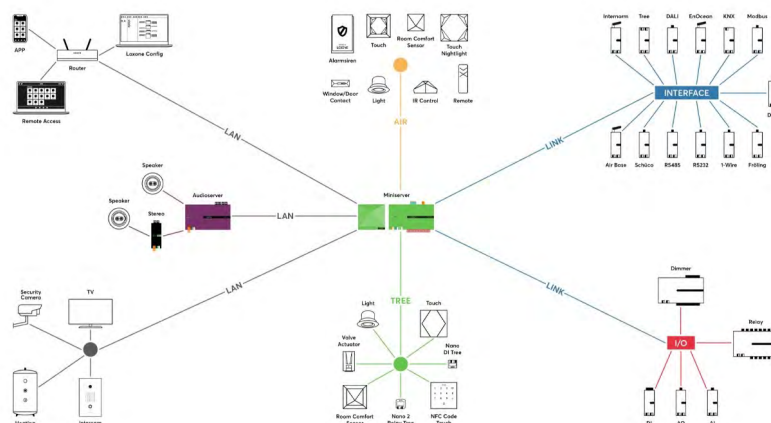 APP
Router
Loxone Config
Remote Access
LAN
Alarmsiren
Touch
Room Comfort
Sensor
Touch
Nightlight
Window/Door
Contact
Light
IR Control
Remote
AIR
Internorm
Tree
DALI
EnOcean
KNX
Modbus
INTERFACE
Air Base
Schüco
RS485
RS232
1-Wire
Fröling
LINK
Speaker
Speaker
Stereo
Audioserver
LAN
Miniserver
LAN
Security
Camera
TV
Intercom
TREE
Light
Touch
Valve
Actuator
Nano
DI Tree
Room Comfort
Sensor
Nano 2
Relay Tree
NFC Code
Touch
LINK
Dimmer
Relay
I/O